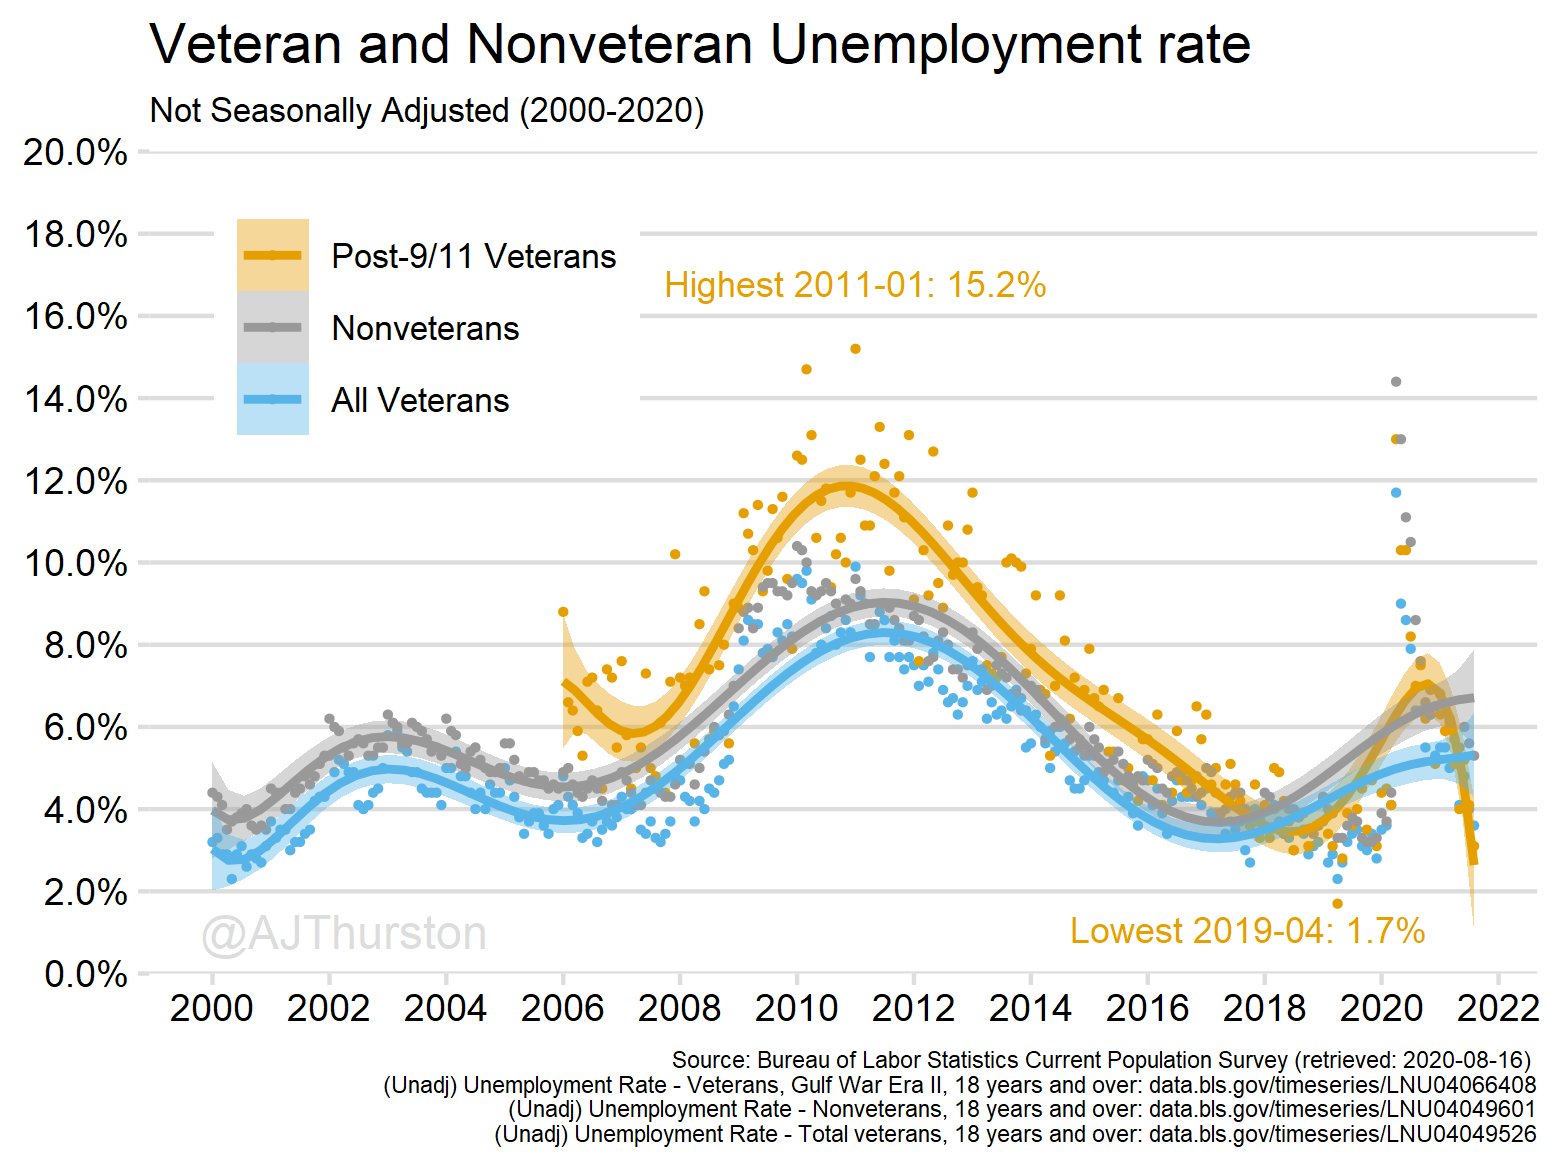 Veteran and Nonveteran Unemployment rate
Not Seasonally Adjusted (2000-2020)
20.0%
18.0%
16.0%
14.0%
12.0%
10.0%
8.0%
6.0%
4.0%
2.0%
0.0%
Post-9/11 Veterans
Nonveterans
All Veterans
Highest 2011-01: 15.2%
Lowest 2019-04: 1.7%
@AJThurston
2000 2002 2004 2006 2008 2010 2012 2014 2016 2018 2020 2022
Source: Bureau of Labor Statistics Current Population Survey (retrieved: 2020-08-16)
(Unadj) Unemployment Rate - Veterans, Gulf War Era II, 18 years and over: data.bls.gov/timeseries/LNU04066408
(Unadj) Unemployment Rate - Nonveterans, 18 years and over: data.bls.gov/timeseries/LNU04049601
(Unadj) Unemployment Rate - Total veterans, 18 years and over: data.bls.gov/timeseries/LNU04049526